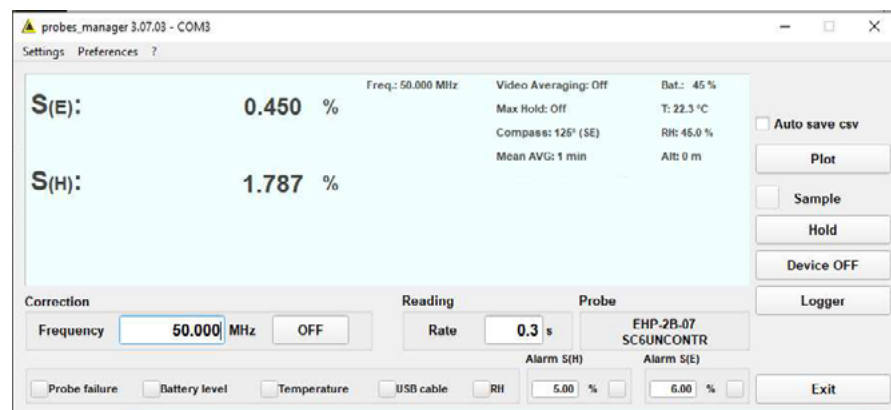 probes_manager 3.07.03 - COM3
Settings Preferences ?
Freq.: 50.000 MHz Video Averaging: Off Bat.: 45 %
S(E): 0.450 %
Max Hold: Off T: 22.3 °C
Compass: 125° (SE) RH: 45.0 %
Mean AVG: 1 min Alt: 0 m
S(H): 1.787 %
Auto save csv
Plot
Sample
Hold
Device OFF
Logger
Correction Reading Probe
Frequency 50.000 MHz OFF Rate 0.3 s EHP-2B-07
SC6UNCONTR
Alarm S(H) Alarm S(E)
Probe failure Battery level Temperature USB cable RH 5.00 % 6.00 % Exit